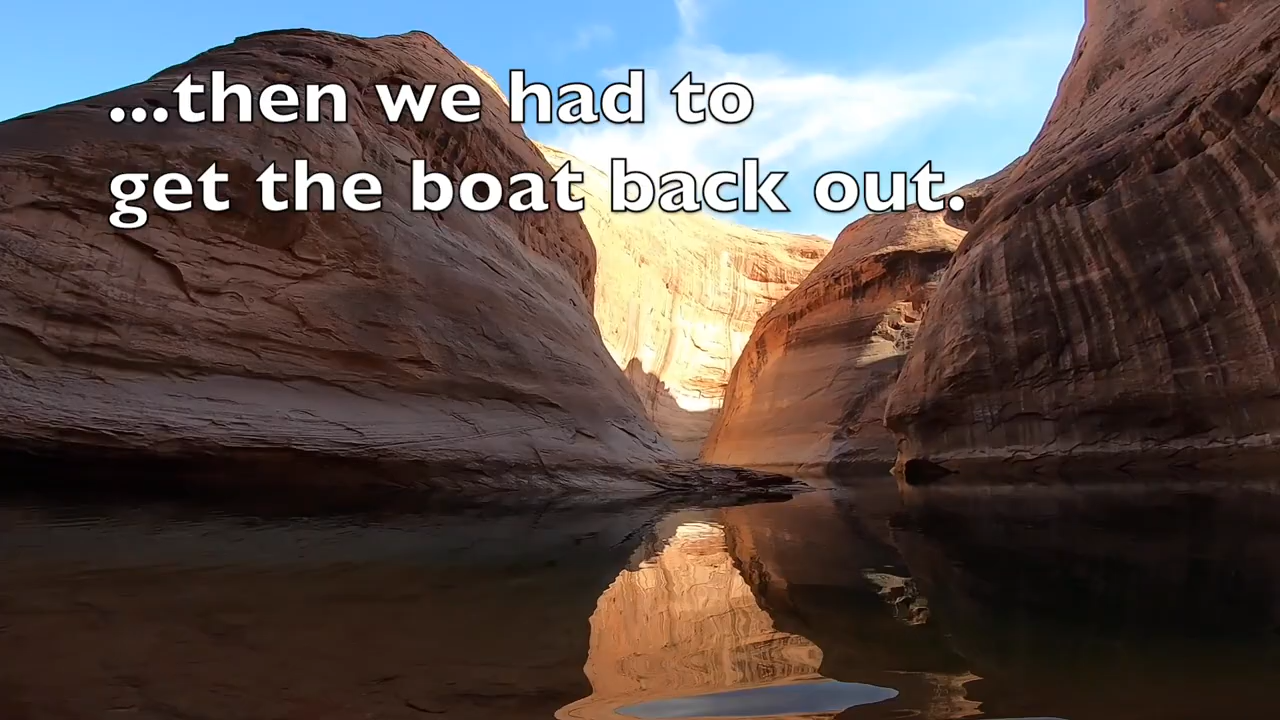 ...then we had to
get the boat back out.